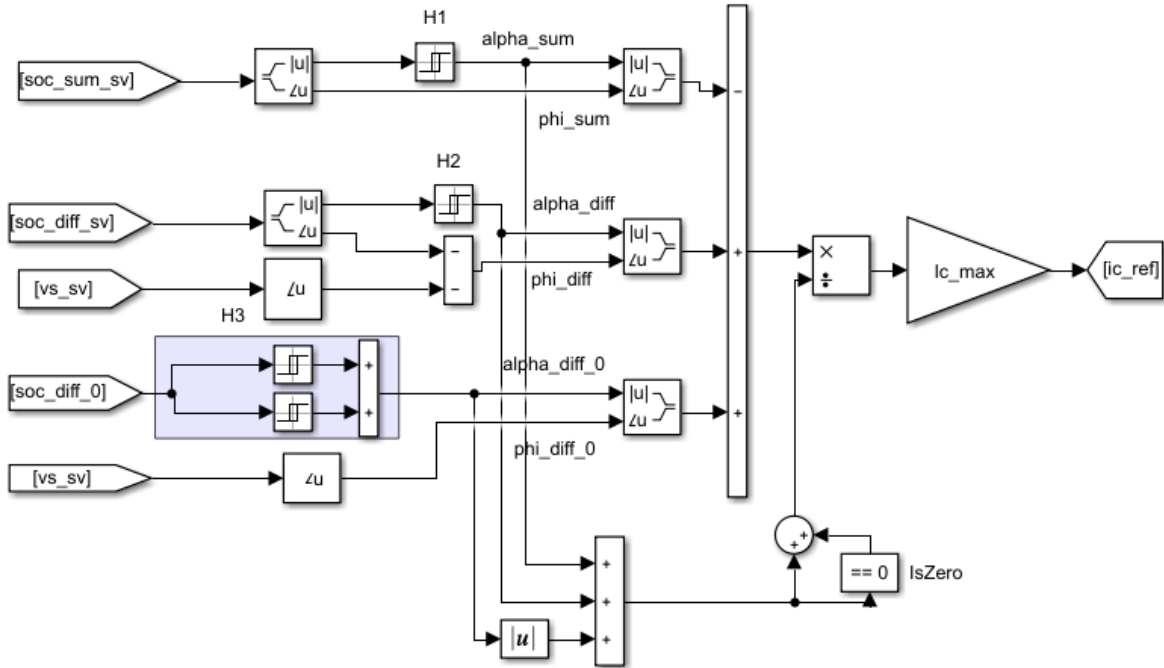 H1
alpha_sum
[soc_sum_sv]
|u|
∠u
|u|
∠u
−
phi_sum
H2
[soc_diff_sv]
|u|
∠u
alpha_diff
|u|
∠u
−
−
+
phi_diff
[vs_sv]
∠u
×
÷
Ic_max
[ic_ref]
H3
[soc_diff_0]
+
+
alpha_diff_0
|u|
∠u
+
phi_diff_0
[vs_sv]
∠u
+
+
+
+
+
|u|
== 0
IsZero